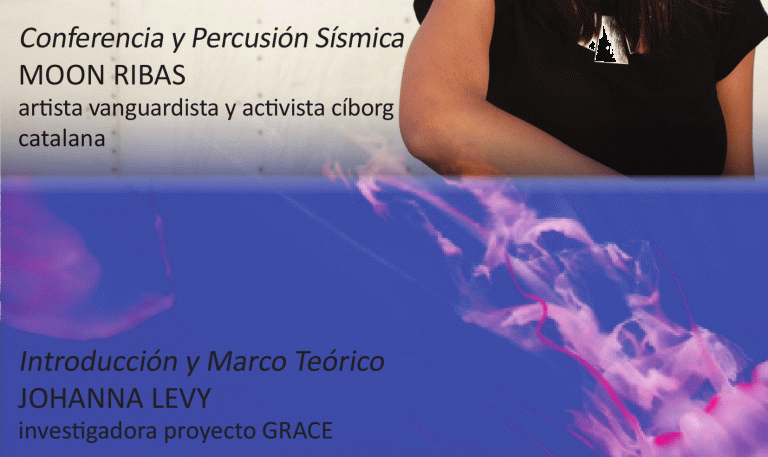 Conferencia y Percusión Sísmica
MOON RIBAS
artista vanguardista y activista cíborg
catalana
Introducción y Marco Teórico
JOHANNA LEVY
investigadora proyecto GRACE